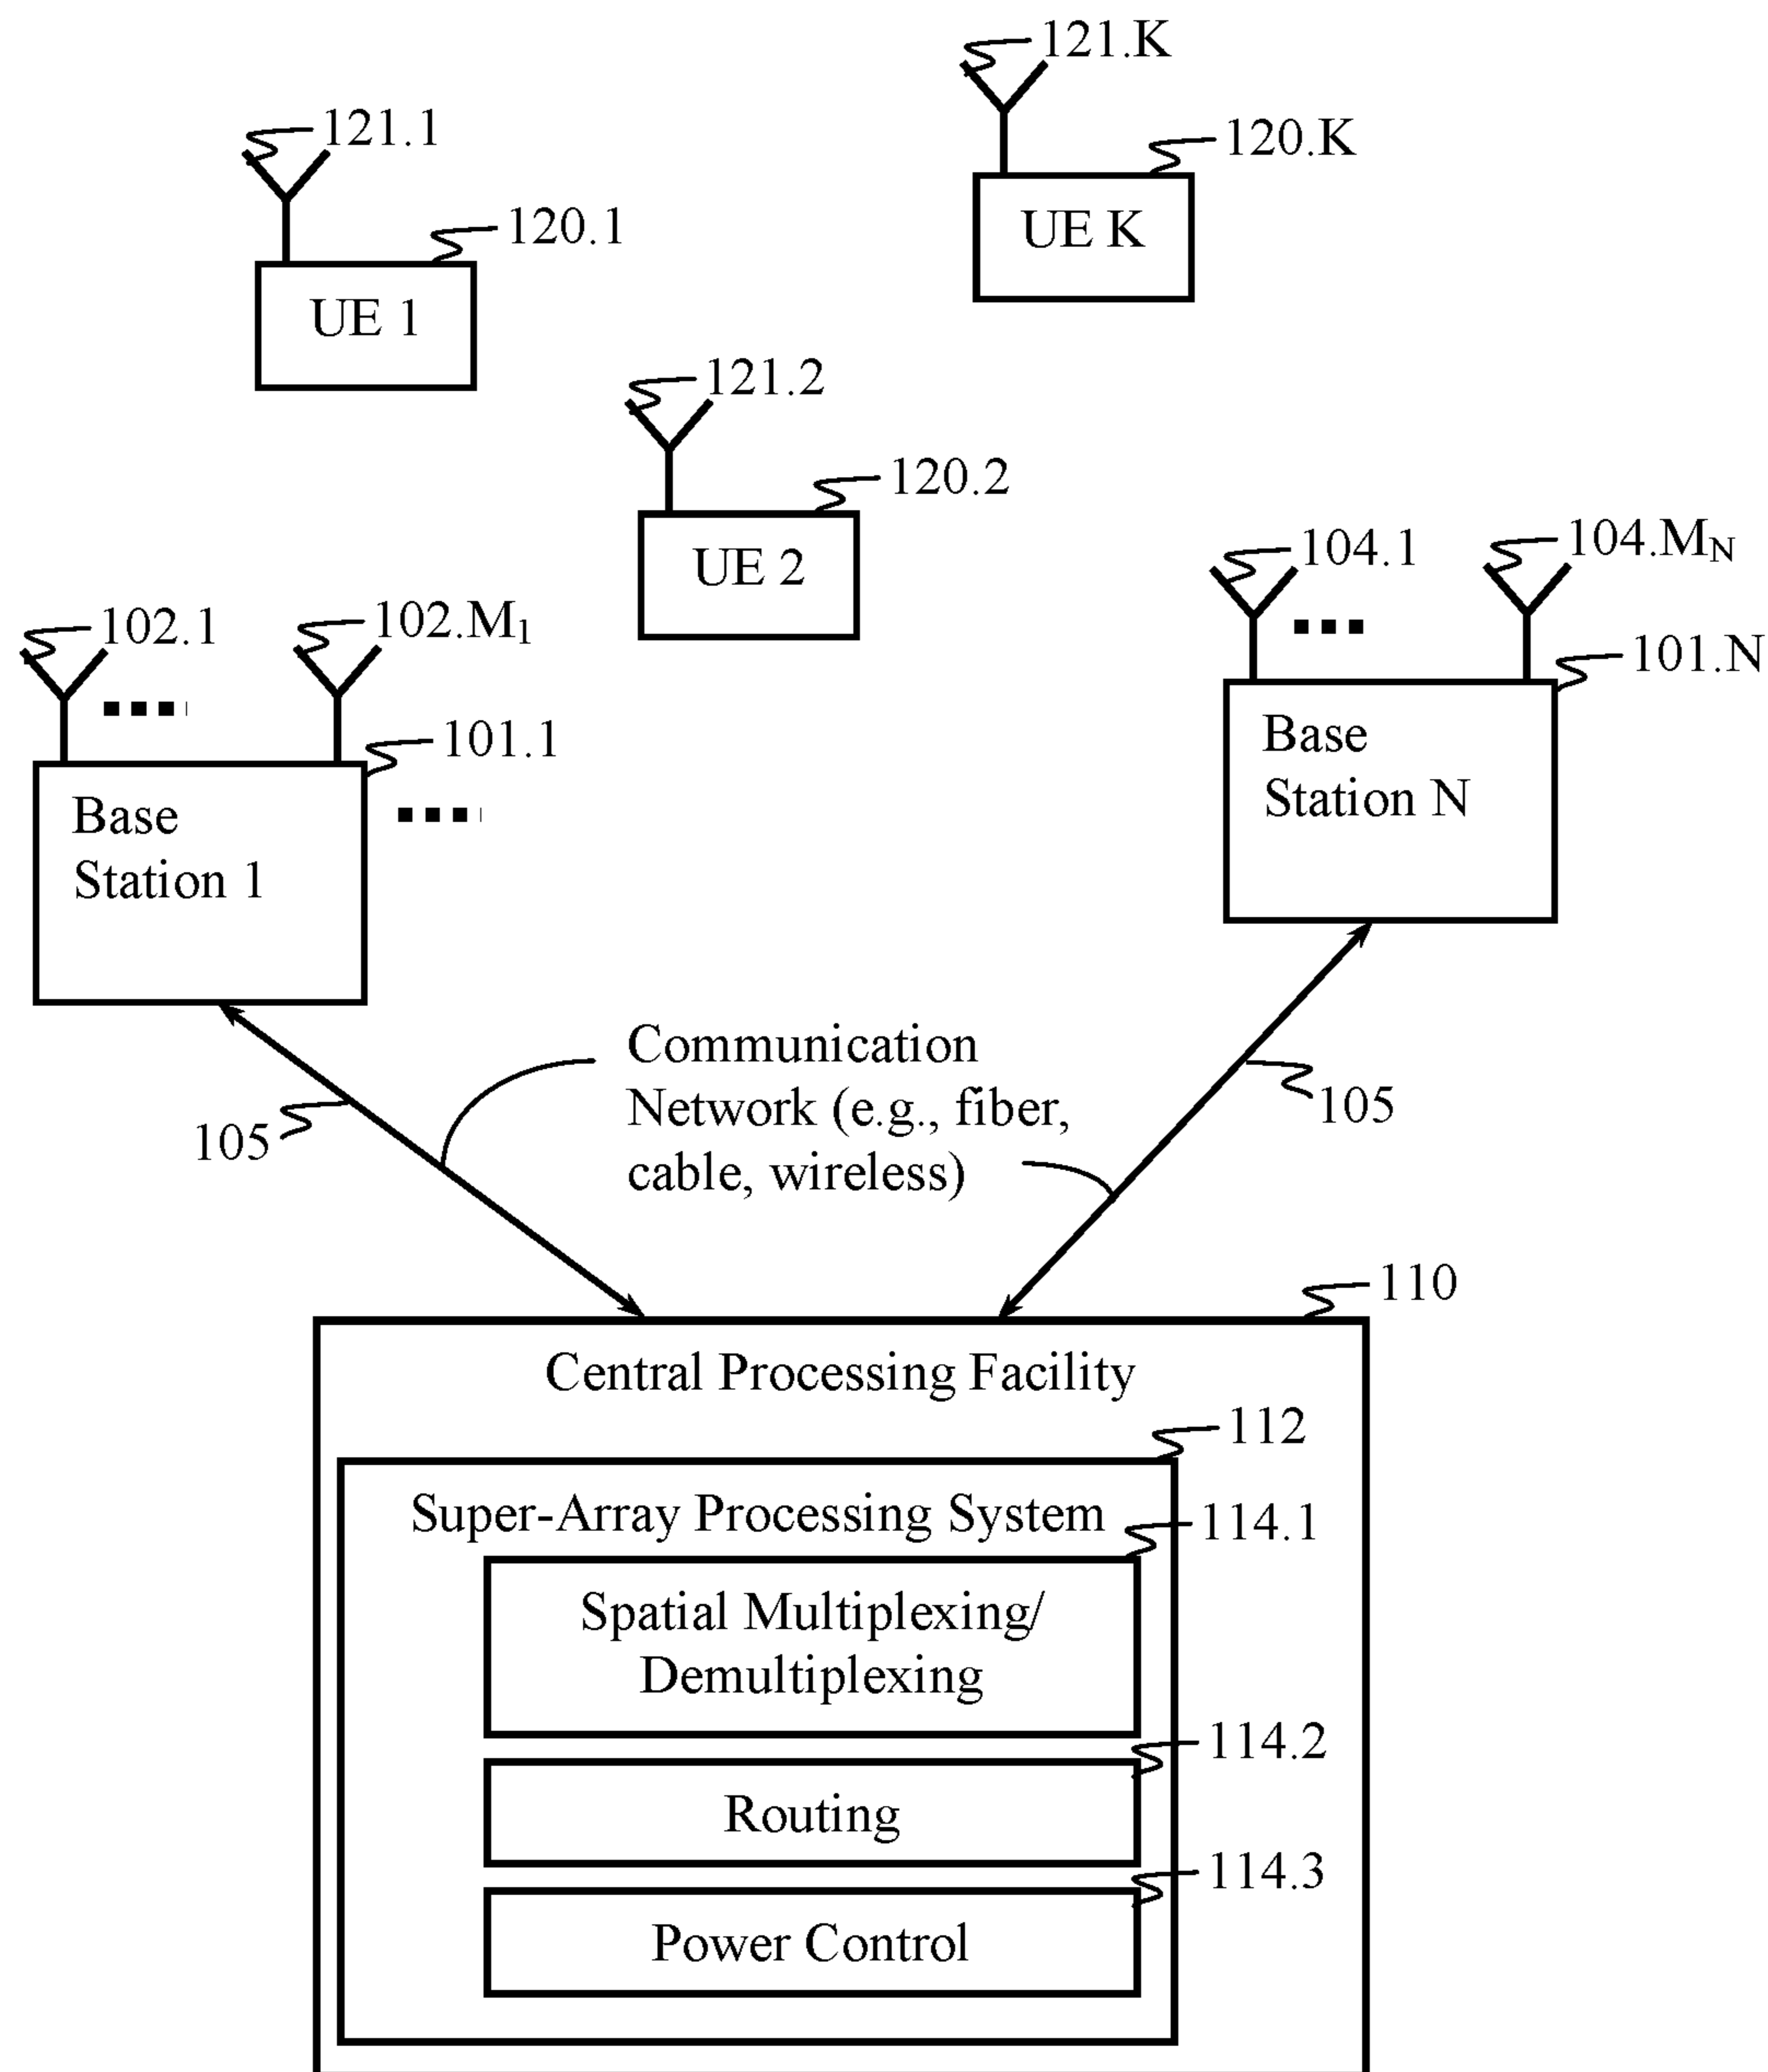 121.K
121.1
120.K
120.1
UE K
UE 1
121.2
120.2
104.1
104.MN
UE 2
102.1
102.M1
101.N
Base
Station N
101.1
Base
Station 1
Communication
Network (e.g., fiber,
cable, wireless)
105
105
110
Central Processing Facility
112
Super-Array Processing System
114.1
Spatial Multiplexing/
Demultiplexing
114.2
Routing
114.3
Power Control